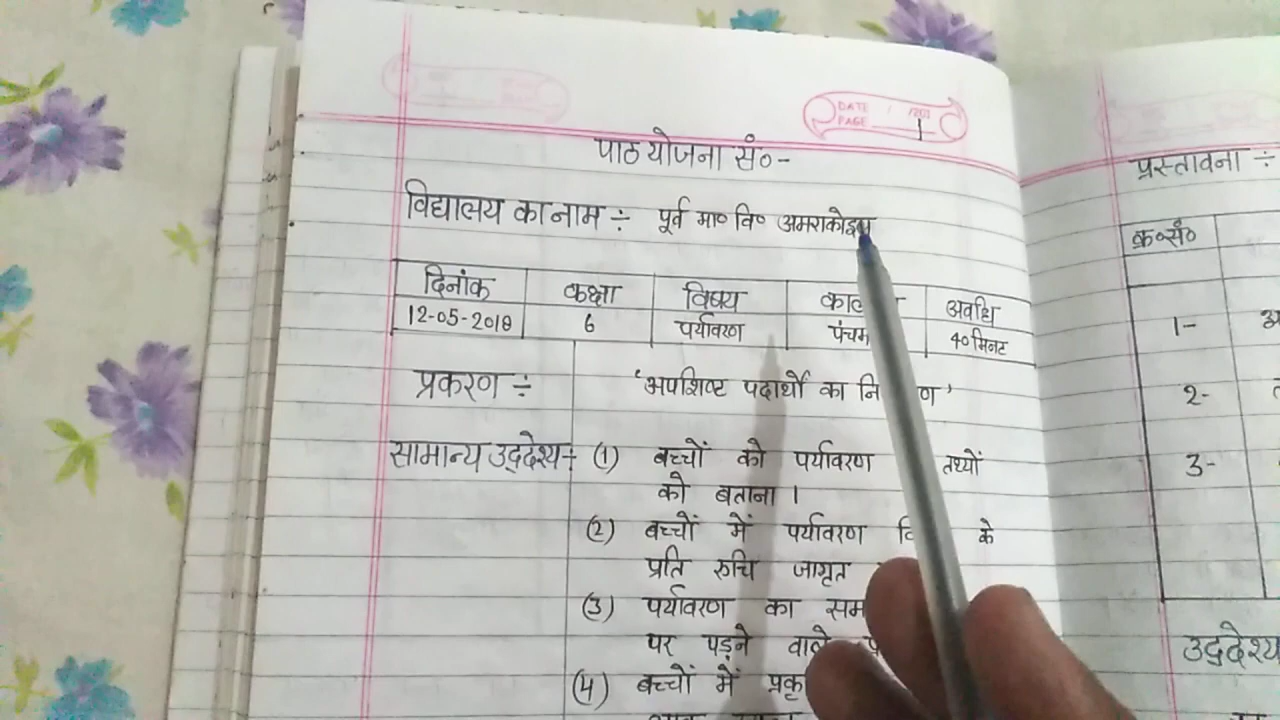 DATE / /201
PAGE 1
पाठ योजना सं०-
विद्यालय का नाम ÷ पूर्व मा० वि०
दिनांक कक्षा विषय अवधि
12-05-2018 6 पर्यावरण पंचम 40 मिनट
प्रकरण ÷ 'अपशिष्ट पदार्थों का
सामान्य उद्देश्य÷ (1) बच्चों को पर्यावरण तथ्यों
को बताना ।
(2) बच्चों में पर्यावरण के
प्रति रुचि जागृत
(3) पर्यावरण का
पर पड़ने वाले
(4) बच्चों में
प्रस्तावना ÷
क्र०सं०
1-
2-
3-
उद्देश्य